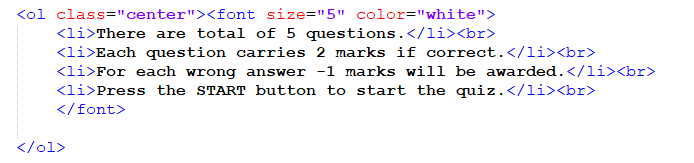 <ol class="center"><font size="5" color="white">
<li>There are total of 5 questions.</li><br>
<li>Each question carries 2 marks if correct.</li><br>
<li>For each wrong answer -1 marks will be awarded.</li><br>
<li>Press the START button to start the quiz.</li><br>
</font>
</ol>